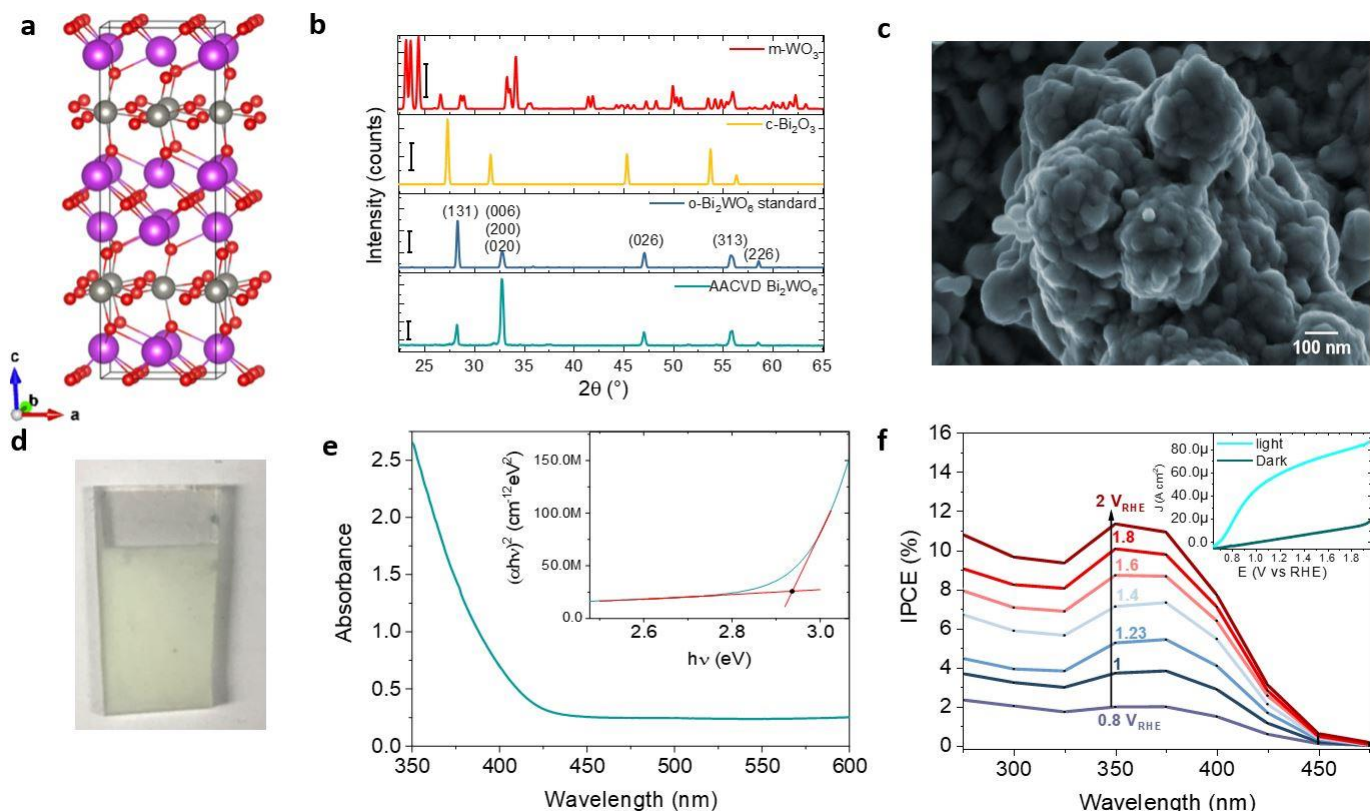 a
c
b
a
b
Intensity (counts)
m-WO₃
c-Bi₂O₃
o-Bi₂WO₆ standard
(131)
(006)
(200)
(020)
(026)
(313)
(226)
AACVD Bi₂WO₆
25 30 35 40 45 50 55 60 65
2θ (°)
c
100 nm
d
e
Absorbance
2.5
2.0
1.5
1.0
0.5
0.0
350 400 450 500 550 600
Wavelength (nm)
(αhν)² (cm⁻¹²eV²)
150.0M
100.0M
50.0M
0.0
2.6 2.8 3.0
hν (eV)
f
IPCE (%)
16
14
12
10
8
6
4
2
0
300 350 400 450
Wavelength (nm)
2 V_RHE
1.8
1.6
1.4
1.23
1
0.8 V_RHE
light
Dark
J (A cm²)
80.0μ
60.0μ
40.0μ
20.0μ
0.0
0.8 1.0 1.2 1.4 1.6 1.8
E (V vs RHE)